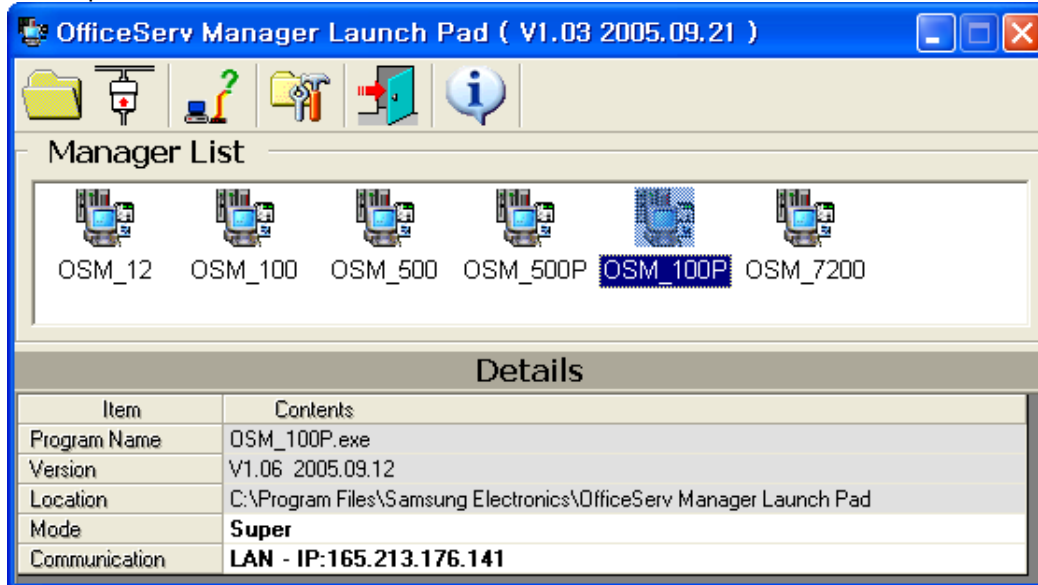 OfficeServ Manager Launch Pad ( V1.03 2005.09.21 )
Manager List
OSM_12 OSM_100 OSM_500 OSM_500P OSM_100P OSM_7200
Details
Item Contents
Program Name OSM_100P.exe
Version V1.06 2005.09.12
Location C:\Program Files\Samsung Electronics\OfficeServ Manager Launch Pad
Mode Super
Communication LAN - IP:165.213.176.141